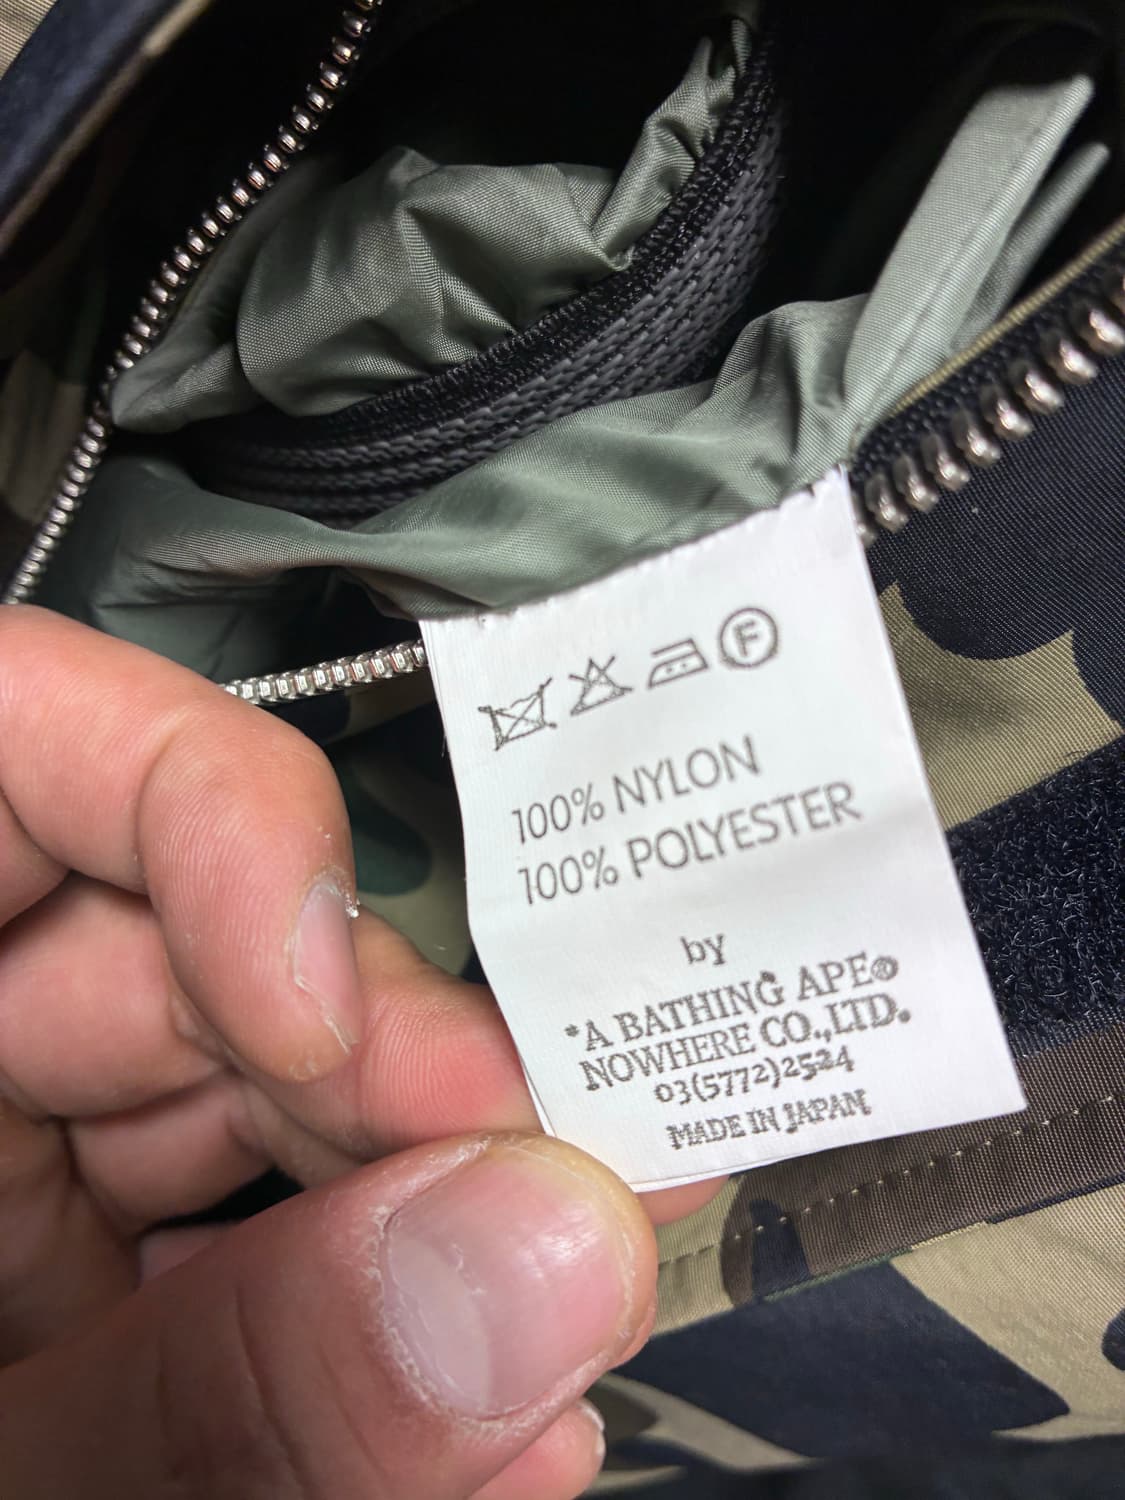 F
100% NYLON
100% POLYESTER
by
*A BATHING APE®
NOWHERE CO.,LTD.
03(5772)2524
MADE IN JAPAN